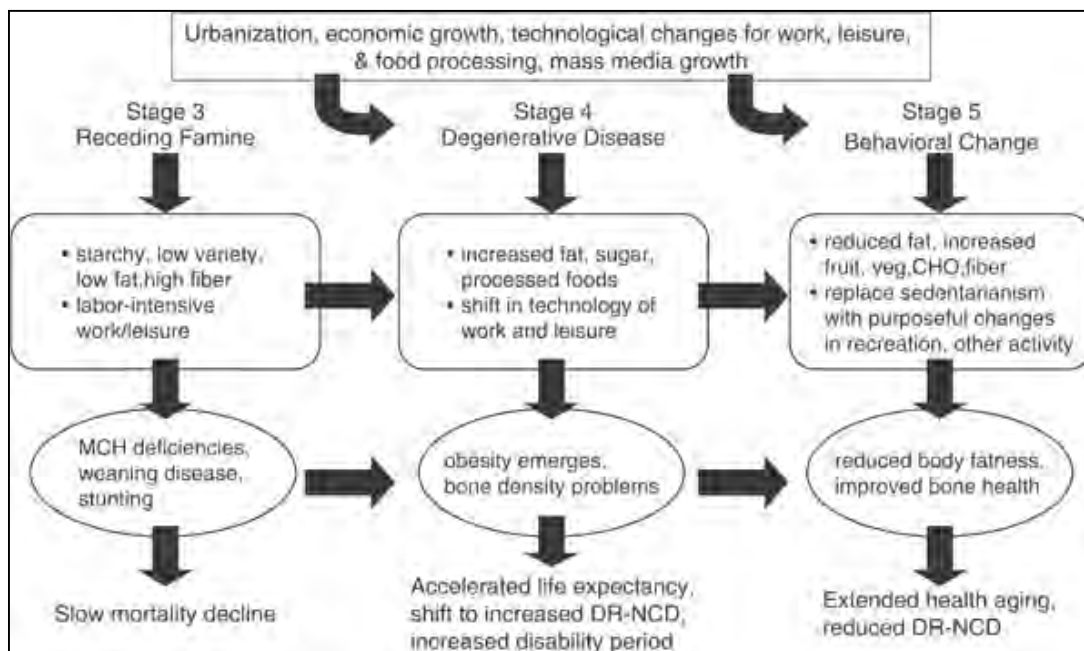 Urbanization, economic growth, technological changes for work, leisure,
& food processing, mass media growth
Stage 3
Receding Famine
Stage 4
Degenerative Disease
Stage 5
Behavioral Change
• starchy, low variety,
low fat,high fiber
• labor-intensive
work/leisure
• increased fat, sugar,
processed foods
• shift in technology of
work and leisure
• reduced fat, increased
fruit, veg,CHO,fiber
• replace sedentarianism
with purposeful changes
in recreation, other activity
MCH deficiencies,
weaning disease,
stunting
obesity emerges,
bone density problems
reduced body fatness,
improved bone health
Slow mortality decline
Accelerated life expectancy,
shift to increased DR-NCD,
increased disability period
Extended health aging,
reduced DR-NCD